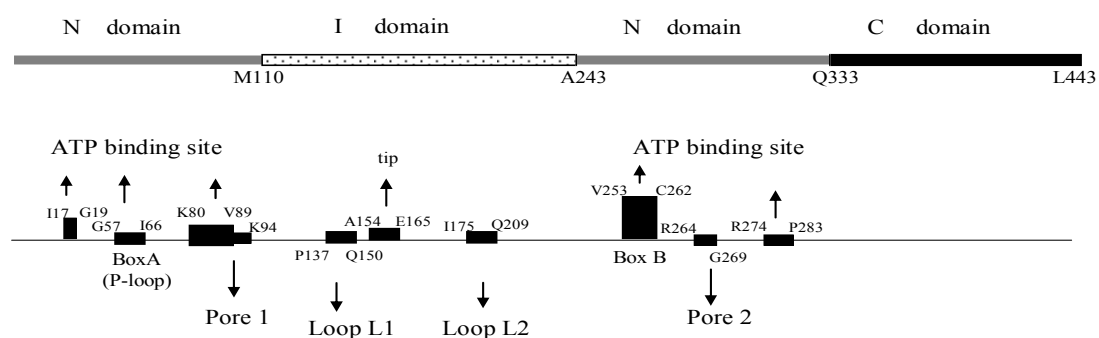 N domain I domain N domain C domain
M110 A243 Q333 L443
ATP binding site ATP binding site
tip
V253 C262
I17 G19 K80 V89 A154 E165 I175 Q209
G57 I66 K94 R264 R274 P283
BoxA P137 Q150 Box B G269
(P-loop)
Pore 1 Pore 2
Loop L1 Loop L2